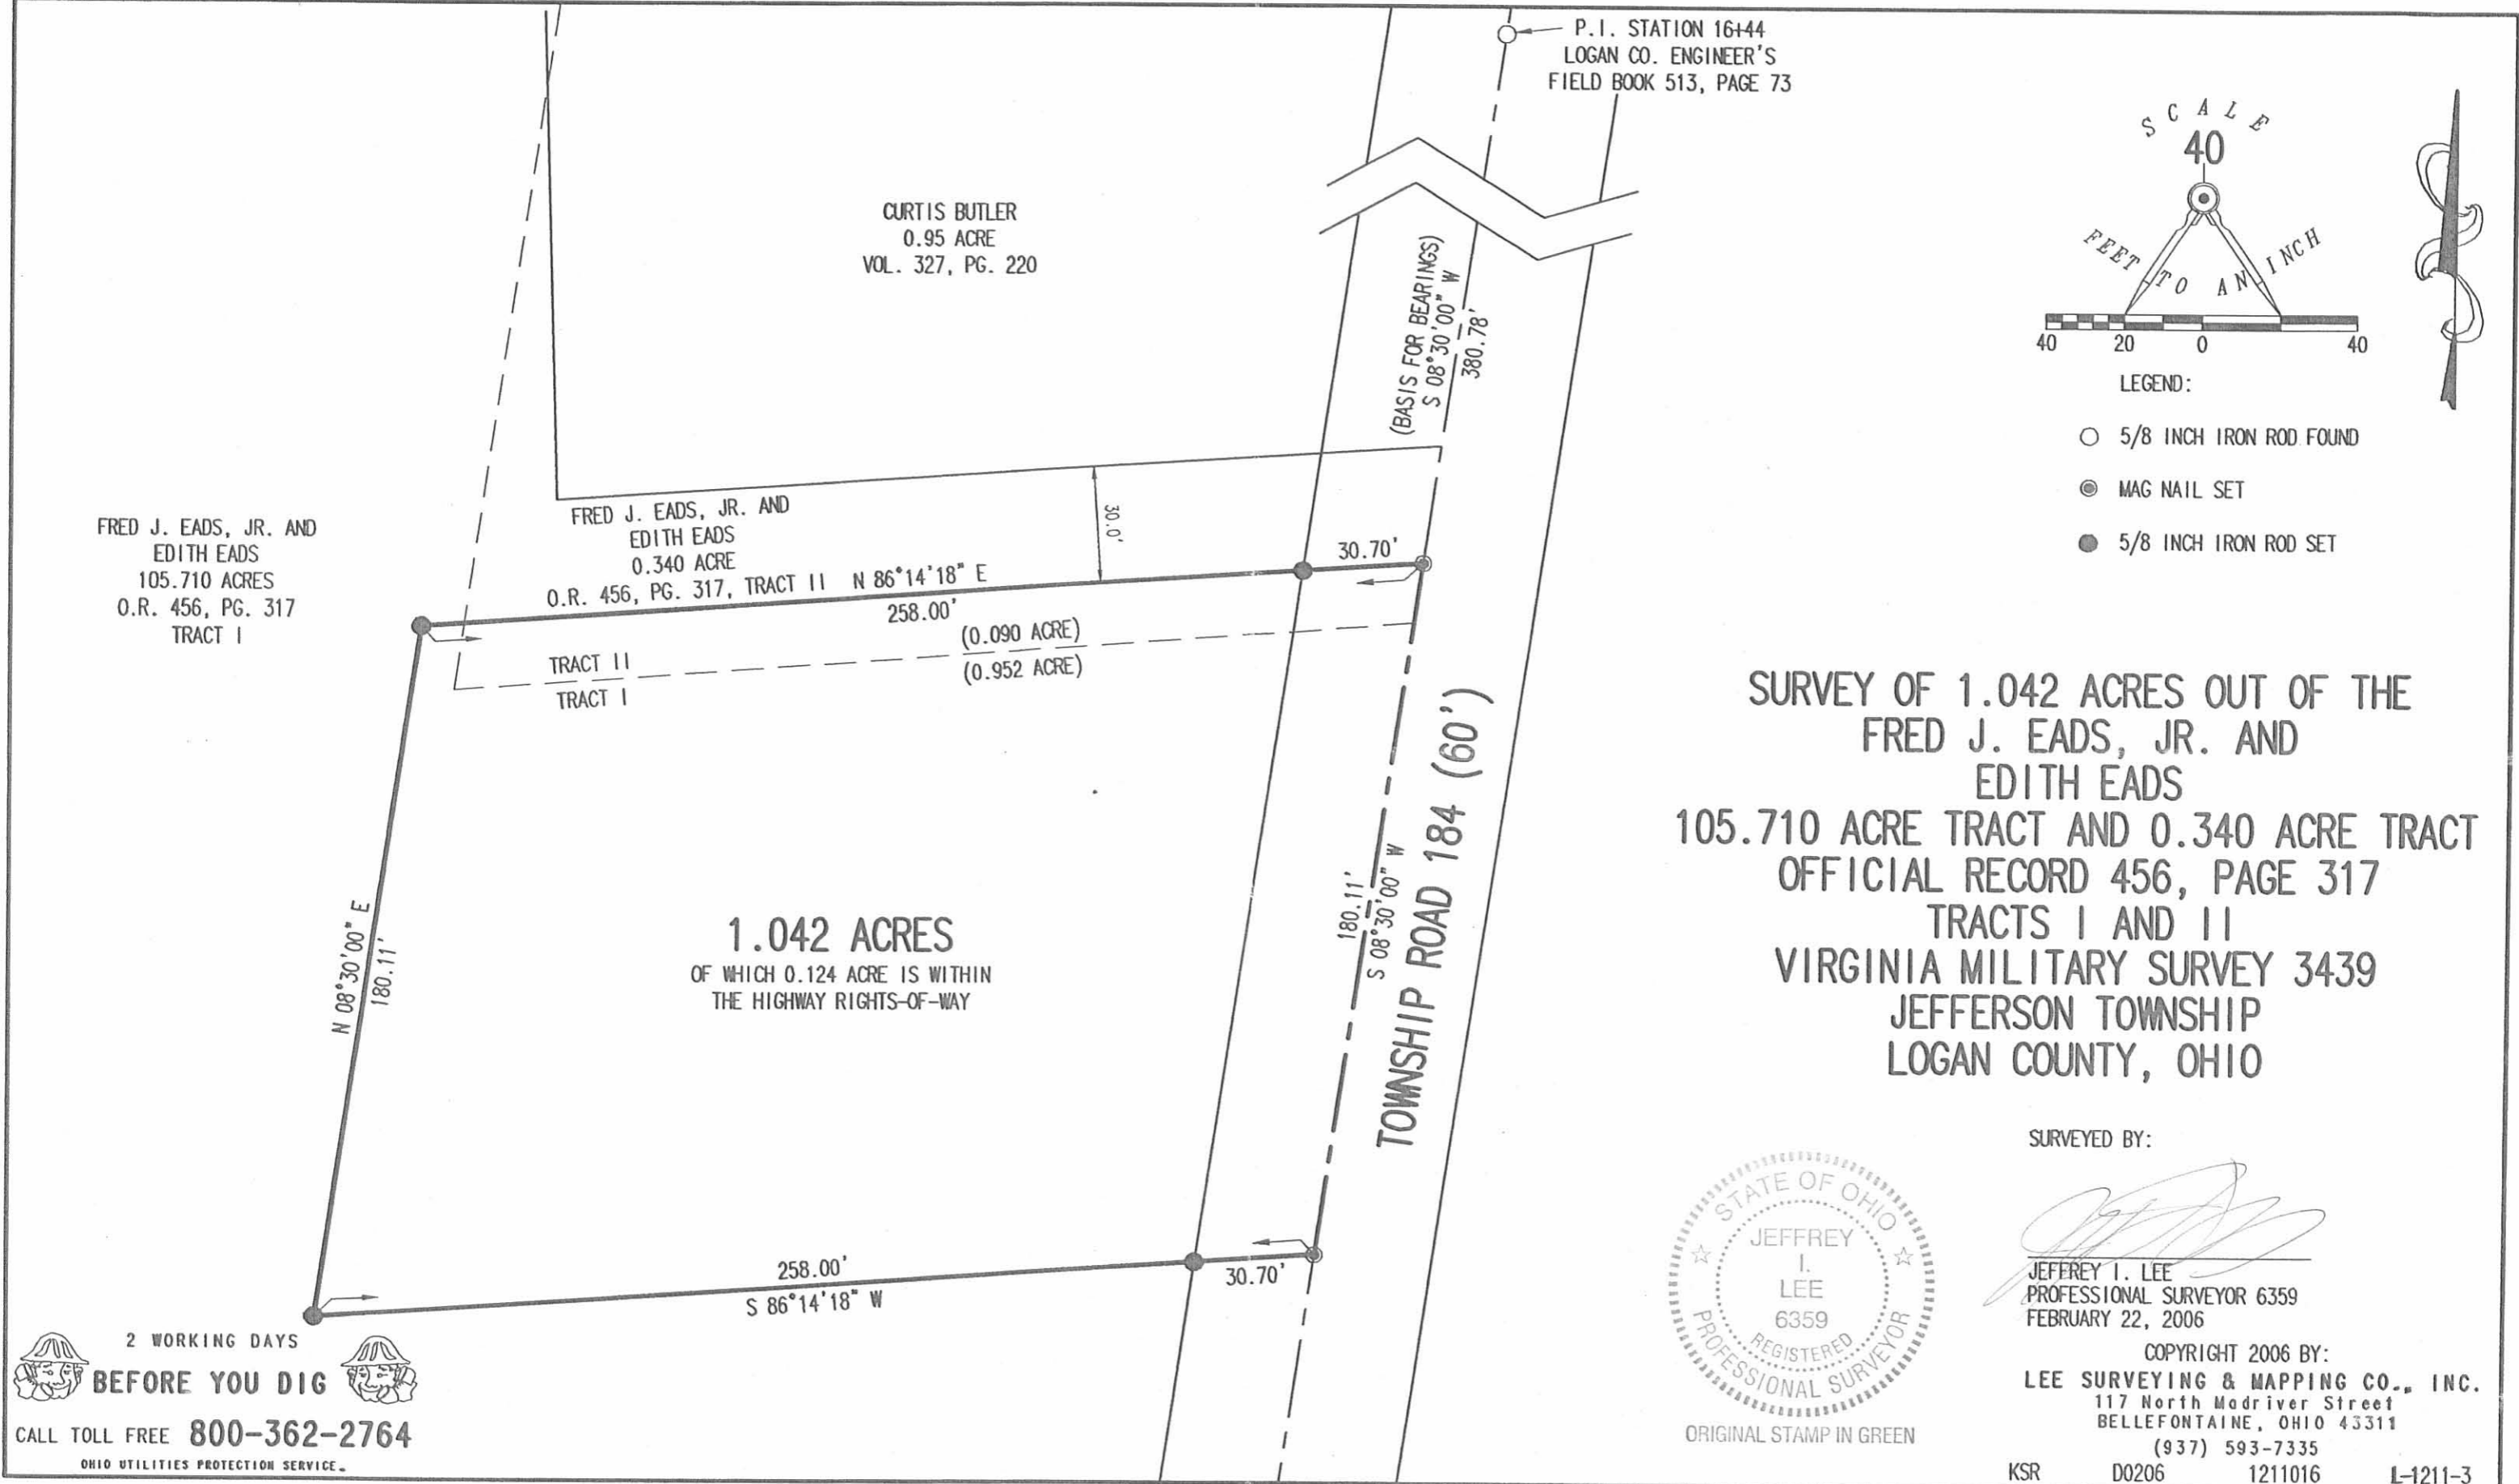 P.I. STATION 16+44
LOGAN CO. ENGINEER'S
FIELD BOOK 513, PAGE 73
SCALE
40
FEET TO AN INCH
40 20 0 40
LEGEND:
5/8 INCH IRON ROD FOUND
MAG NAIL SET
5/8 INCH IRON ROD SET
CURTIS BUTLER
0.95 ACRE
VOL. 327, PG. 220
(BASIS FOR BEARINGS)
S 08°30'00" W
380.78'
FRED J. EADS, JR. AND
EDITH EADS
105.710 ACRES
O.R. 456, PG. 317
TRACT I
FRED J. EADS, JR. AND
EDITH EADS
0.340 ACRE
O.R. 456, PG. 317, TRACT II N 86°14'18" E
30.0'
30.70'
258.00'
(0.090 ACRE)
(0.952 ACRE)
TRACT II
TRACT I
N 08°30'00" E
180.11'
1.042 ACRES
OF WHICH 0.124 ACRE IS WITHIN
THE HIGHWAY RIGHTS-OF-WAY
180.11'
S 08°30'00" W
TOWNSHIP ROAD 184 (60')
258.00'
S 86°14'18" W
30.70'
SURVEY OF 1.042 ACRES OUT OF THE
FRED J. EADS, JR. AND
EDITH EADS
105.710 ACRE TRACT AND 0.340 ACRE TRACT
OFFICIAL RECORD 456, PAGE 317
TRACTS I AND II
VIRGINIA MILITARY SURVEY 3439
JEFFERSON TOWNSHIP
LOGAN COUNTY, OHIO
SURVEYED BY:
JEFFREY I. LEE
PROFESSIONAL SURVEYOR 6359
FEBRUARY 22, 2006
STATE OF OHIO
JEFFREY
I.
LEE
6359
REGISTERED
PROFESSIONAL SURVEYOR
ORIGINAL STAMP IN GREEN
COPYRIGHT 2006 BY:
LEE SURVEYING & MAPPING CO., INC.
117 North Madriver Street
BELLEFONTAINE, OHIO 43311
(937) 593-7335
KSR D0206 1211016 L-1211-3
2 WORKING DAYS
BEFORE YOU DIG
CALL TOLL FREE 800-362-2764
OHIO UTILITIES PROTECTION SERVICE.